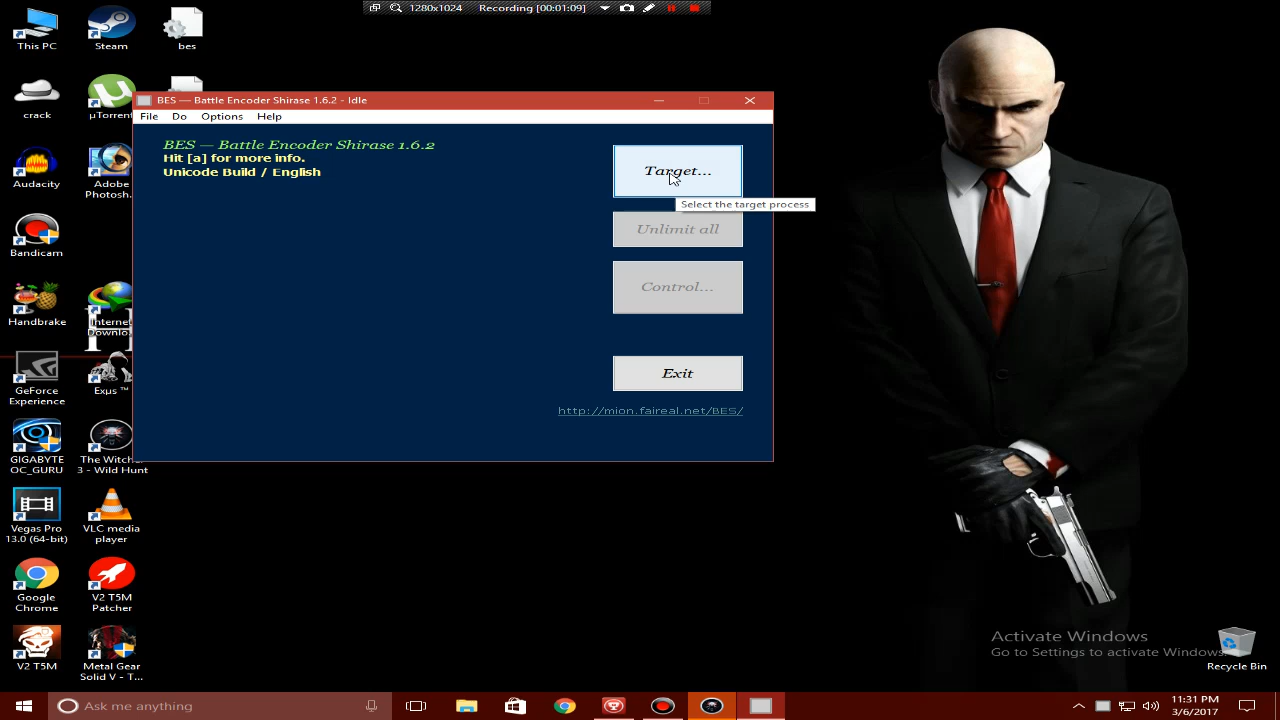 1280x1024 Recording [00:01:09]
This PC
Steam
bes
crack
µTorrent
Audacity
Adobe
Photosh...
Bandicam
Handbrake
Internet
Downlo...
GeForce
Experience
Exµs ™
GIGABYTE
OC_GURU
The Witch
3 - Wild Hunt
Vegas Pro
13.0 (64-bit)
VLC media
player
Google
Chrome
V2 T5M
Patcher
V2 T5M
Metal Gear
Solid V - T...
BES — Battle Encoder Shirase 1.6.2 - Idle
File Do Options Help
BES — Battle Encoder Shirase 1.6.2
Hit [a] for more info.
Unicode Build / English
Target...
Select the target process
Unlimit all
Control...
Exit
http://mion.faireal.net/BES/
Activate Windows
Go to Settings to activate Windows.
Recycle Bin
Ask me anything
11:31 PM
3/6/2017